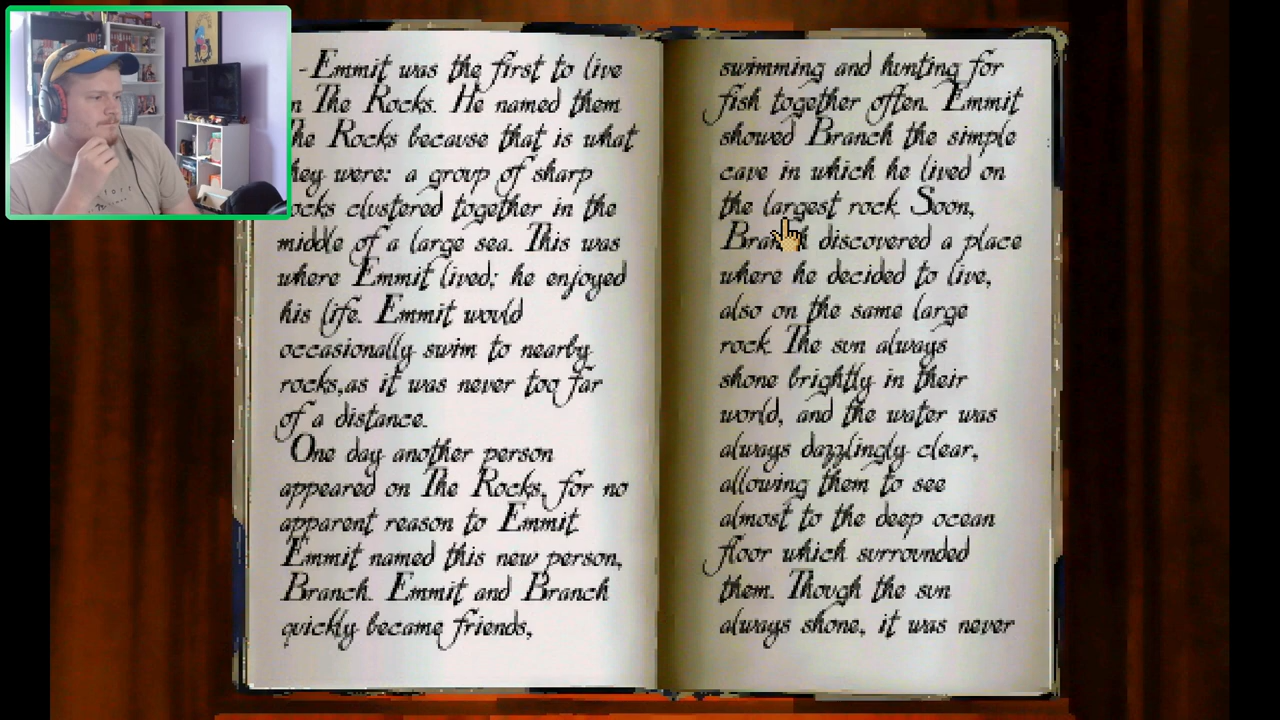 -Emmit was the first to live
n The Rocks. He named them
he Rocks because that is what
hey were: a group of sharp
ocks clustered together in the
middle of a large sea. This was
where Emmit lived; he enjoyed
his life. Emmit would
occasionally swim to nearby
rocks,as it was never too far
of a distance.
One day another person
appeared on The Rocks, for no
apparent reason to Emmit
Emmit named this new person,
Branch. Emmit and Branch
quickly became friends,
swimming and hunting for
fish together often. Emmit
showed Branch the simple
cave in which he lived on
the largest rock. Soon,
Branch discovered a place
where he decided to live,
also on the same large
rock. The sun always
shone brightly in their
world, and the water was
always dazzlingly clear,
allowing them to see
almost to the deep ocean
floor which surrounded
them. Though the sun
always shone, it was never